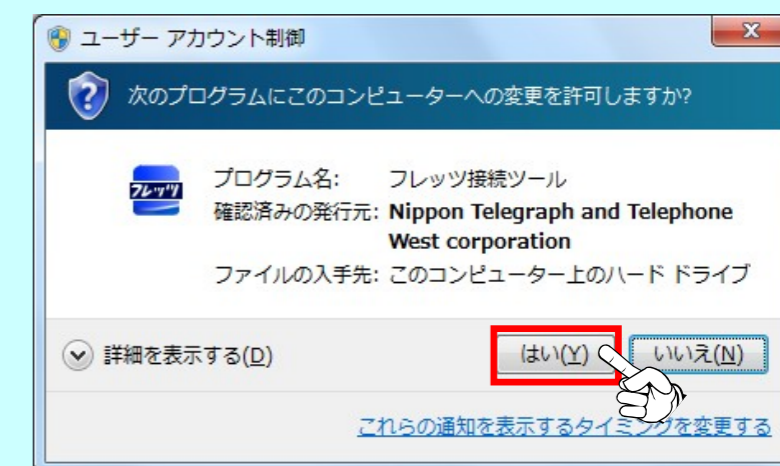 ユーザー アカウント制御
次のプログラムにこのコンピューターへの変更を許可しますか?
フレッツ
プログラム名: フレッツ接続ツール
確認済みの発行元: Nippon Telegraph and Telephone
West corporation
ファイルの入手先: このコンピューター上のハード ドライブ
詳細を表示する(D) はい(Y) いいえ(N)
これらの通知を表示するタイミングを変更する